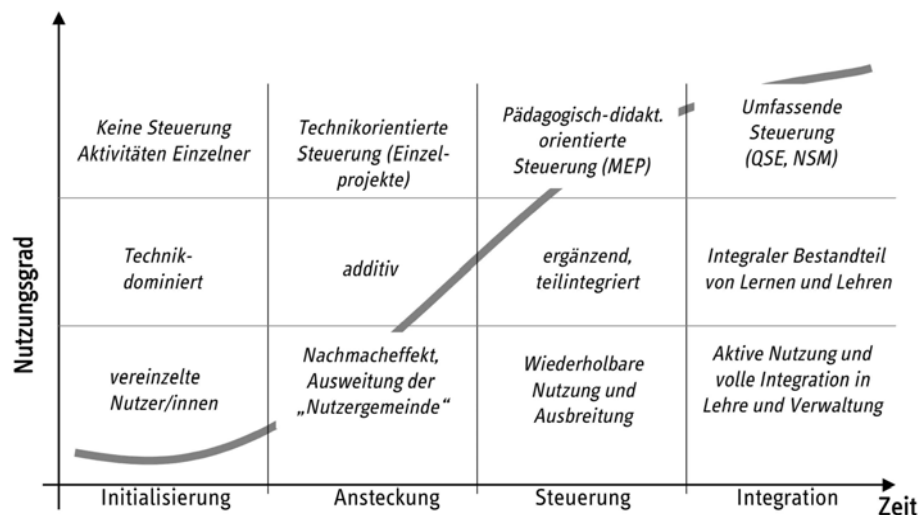 Nutzungsgrad
Keine Steuerung
Aktivitäten Einzelner
Technikorientierte
Steuerung (Einzel-
projekte)
Pädagogisch-didakt.
orientierte
Steuerung (MEP)
Umfassende
Steuerung
(QSE, NSM)
Technik-
dominiert
additiv
ergänzend,
teilintegriert
Integraler Bestandteil
von Lernen und Lehren
vereinzelte
Nutzer/innen
Nachmacheffekt,
Ausweitung der
„Nutzergemeinde“
Wiederholbare
Nutzung und
Ausbreitung
Aktive Nutzung und
volle Integration in
Lehre und Verwaltung
Initialisierung
Ansteckung
Steuerung
Integration
Zeit